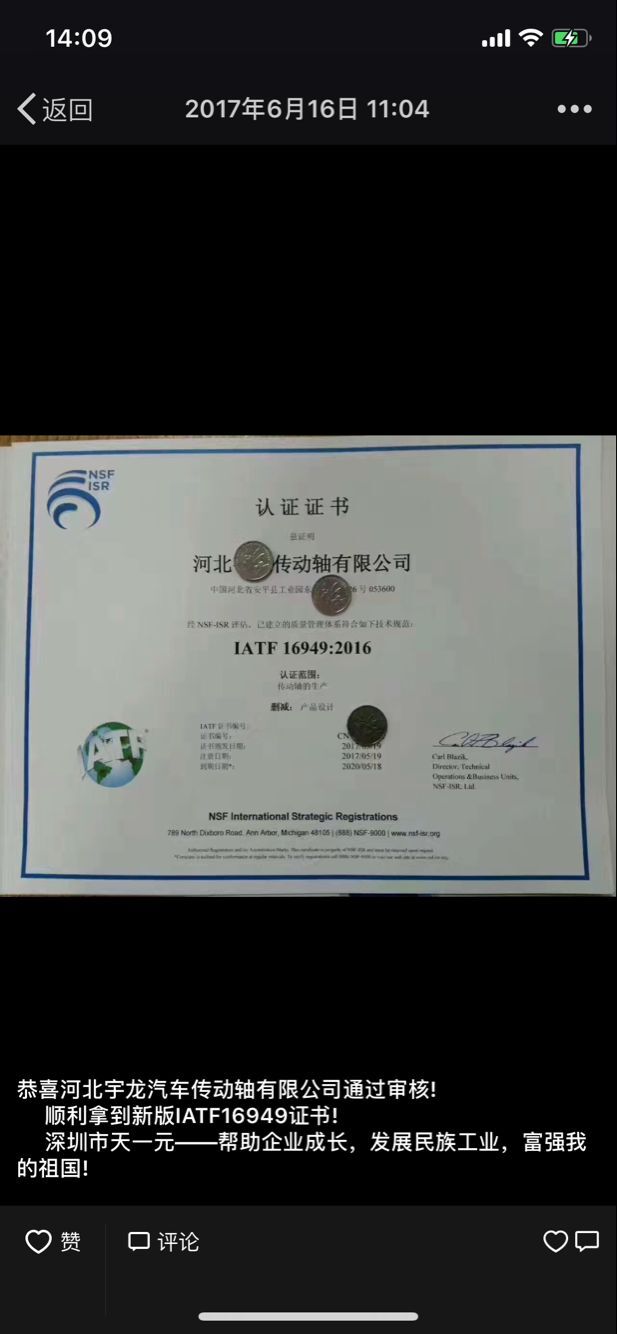 14:09
返回
2017年6月16日 11:04
NSF
ISR
认证证书
兹证明
河北 传动轴有限公司
中国河北省安平县工业园东 6号 053600
经 NSF-ISR 评估，已建立的质量管理体系符合如下技术规范：
IATF 16949:2016
认证范围：
传动轴的生产
删减： 产品设计
IATF 证书编号：
证书编号： CN
证书颁发日期： 2017/05/19
注册日期： 2017/05/19
到期日期*： 2020/05/18
IATF
Carl Blazik,
Director, Technical
Operations &Business Units,
NSF-ISR, Ltd.
NSF International Strategic Registrations
789 North Dixboro Road, Ann Arbor, Michigan 48105 | (888) NSF-9000 | www.nsf-isr.org
恭喜河北宇龙汽车传动轴有限公司通过审核!
顺利拿到新版IATF16949证书!
深圳市天一元——帮助企业成长，发展民族工业，富强我
的祖国!
赞
评论